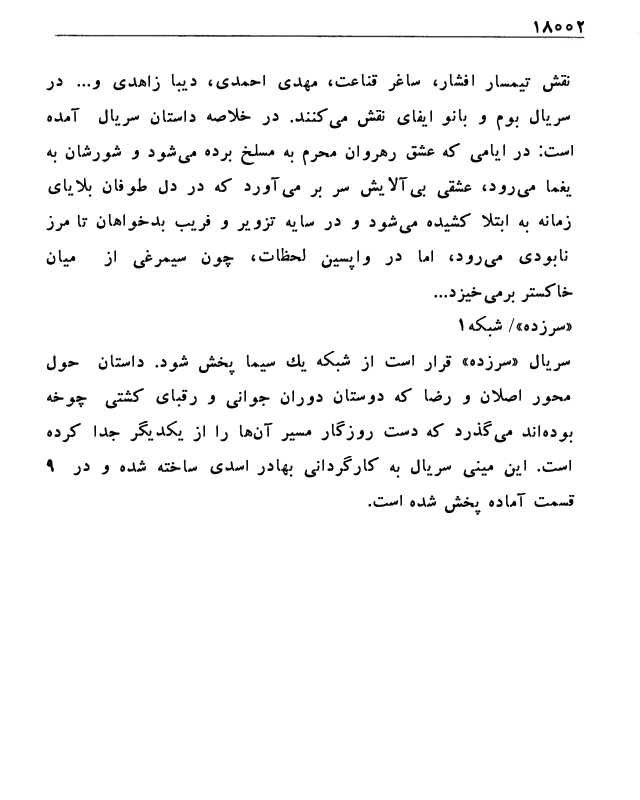 ۱۸۰۰۲
نقش تیمسار افشار، ساغر قناعت، مهدی احمدی، دیبا زاهدی و... در
سریال بوم و بانو ایفای نقش می‌کنند. در خلاصه داستان سریال آمده
است: در ایامی که عشق رهروان محرم به مسلخ برده می‌شود و شورشان به
یغما می‌رود، عشقی بی‌آلایش سر بر می‌آورد که در دل طوفان بلایای
زمانه به ابتلا کشیده می‌شود و در سایه تزویر و فریب بدخواهان تا مرز
نابودی می‌رود، اما در واپسین لحظات، چون سیمرغی از میان
خاکستر برمی‌خیزد...
«سرزده»/ شبکه ۱
سریال «سرزده» قرار است از شبکه یك سیما پخش شود. داستان حول
محور اصلان و رضا که دوستان دوران جوانی و رقبای کشتی چوخه
بوده‌اند می‌گذرد که دست روزگار مسیر آن‌ها را از یکدیگر جدا کرده
است. این مینی سریال به کارگردانی بهادر اسدی ساخته شده و در ۹
قسمت آماده پخش شده است.